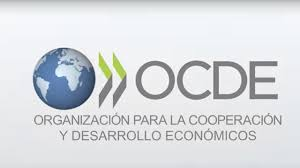 OCDE
ORGANIZACIÓN PARA LA COOPERACIÓN
Y DESARROLLO ECONÓMICOS